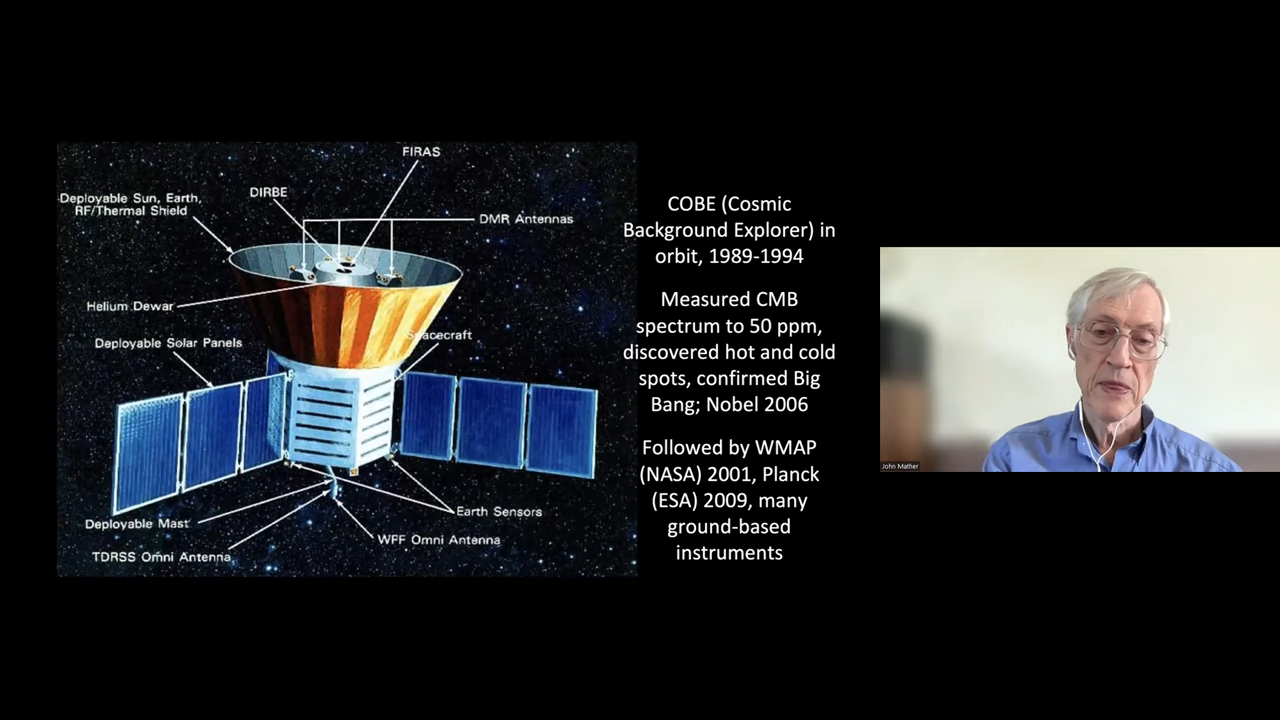 FIRAS
DIRBE
Deployable Sun, Earth,
RF/Thermal Shield
DMR Antennas
Helium Dewar
Spacecraft
Deployable Solar Panels
Earth Sensors
Deployable Mast
WFF Omni Antenna
TDRSS Omni Antenna
COBE (Cosmic
Background Explorer) in
orbit, 1989-1994
Measured CMB
spectrum to 50 ppm,
discovered hot and cold
spots, confirmed Big
Bang; Nobel 2006
Followed by WMAP
(NASA) 2001, Planck
(ESA) 2009, many
ground-based
instruments
John Mather